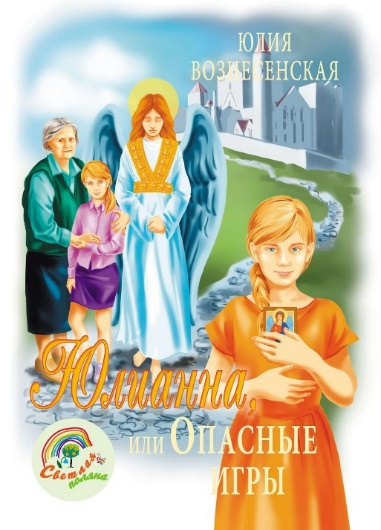 ЮЛИЯ
ВОЗНЕСЕНСКАЯ
Юлианна,
или ОПАСНЫЕ
ИГРЫ
Светлая
поляна